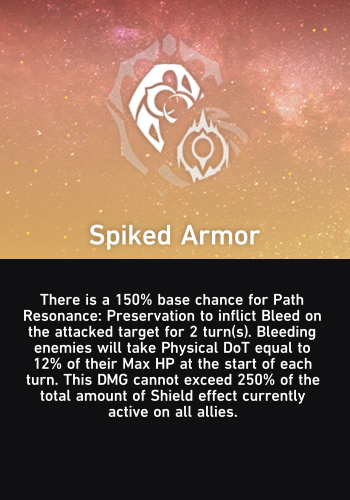 Spiked Armor
There is a 150% base chance for Path
Resonance: Preservation to inflict Bleed on
the attacked target for 2 turn(s). Bleeding
enemies will take Physical DoT equal to
12% of their Max HP at the start of each
turn. This DMG cannot exceed 250% of the
total amount of Shield effect currently
active on all allies.